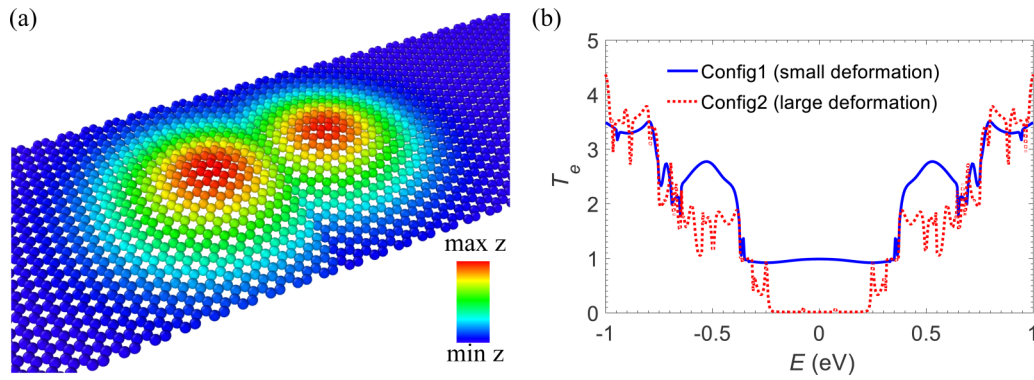 (a)
max z
min z
(b)
5
4
3
2
1
0
T_e
Config1 (small deformation)
Config2 (large deformation)
-1 -0.5 0 0.5 1
E (eV)